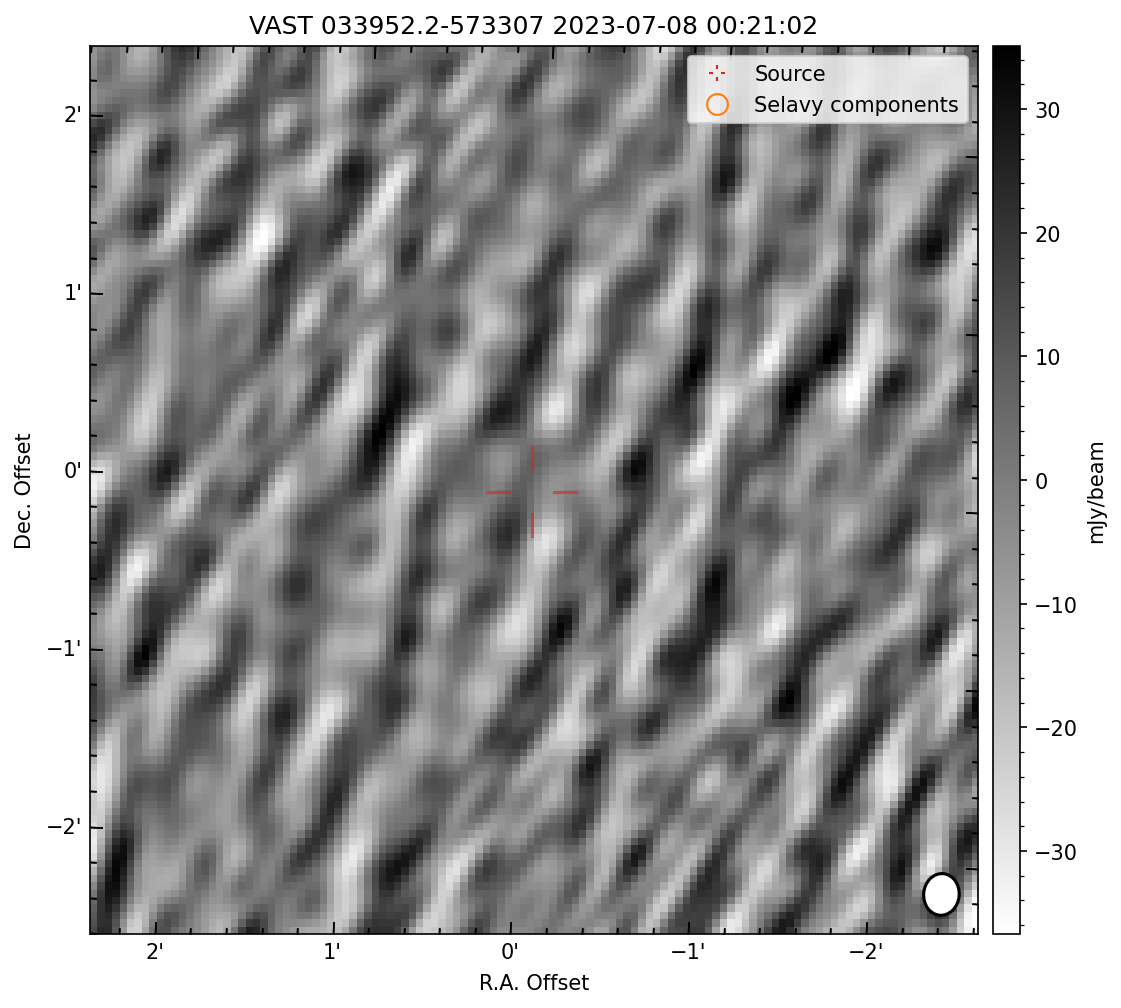 VAST 033952.2-573307 2023-07-08 00:21:02
Source
Selavy components
2'
1'
0'
−1'
−2'
Dec. Offset
2'
1'
0'
−1'
−2'
R.A. Offset
30
20
10
0
−10
−20
−30
mJy/beam